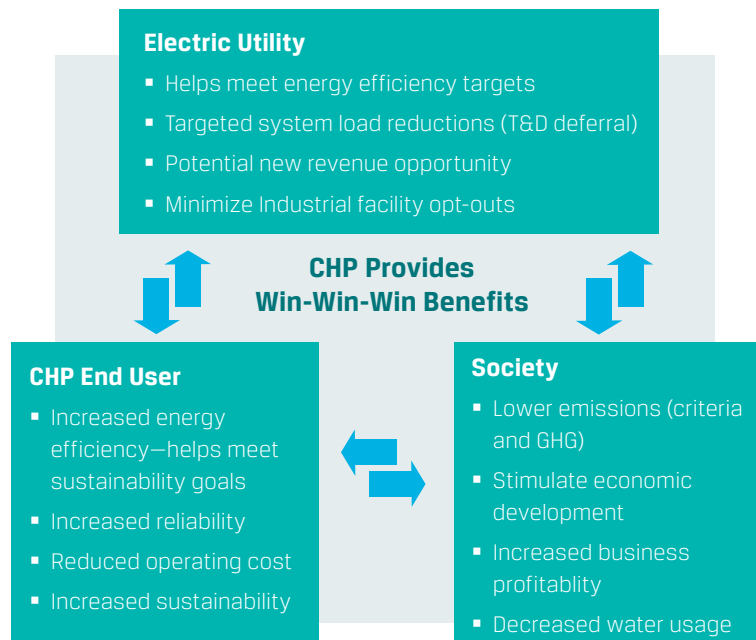 Electric Utility
▪ Helps meet energy efficiency targets
▪ Targeted system load reductions (T&D deferral)
▪ Potential new revenue opportunity
▪ Minimize Industrial facility opt-outs
CHP Provides
Win-Win-Win Benefits
CHP End User
▪ Increased energy
efficiency—helps meet
sustainability goals
▪ Increased reliability
▪ Reduced operating cost
▪ Increased sustainability
Society
▪ Lower emissions (criteria
and GHG)
▪ Stimulate economic
development
▪ Increased business
profitablity
▪ Decreased water usage